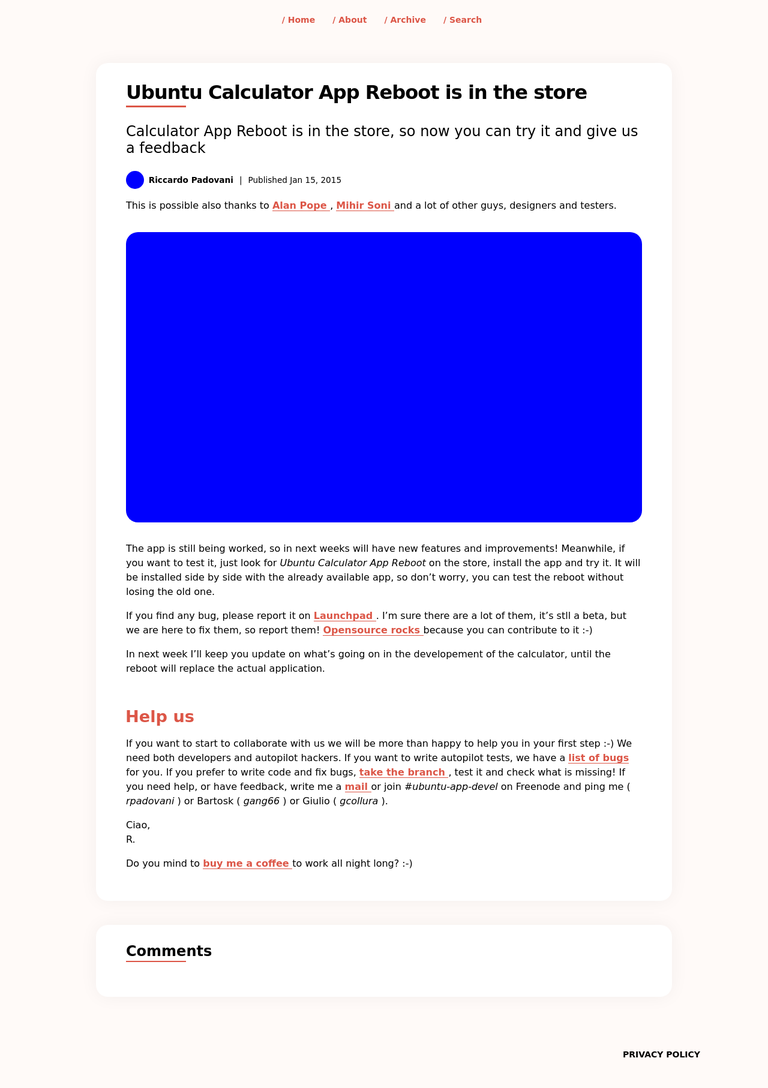 / Home / About / Archive / Search
Ubuntu Calculator App Reboot is in the store
Calculator App Reboot is in the store, so now you can try it and give us
a feedback
Riccardo Padovani | Published Jan 15, 2015
This is possible also thanks to Alan Pope , Mihir Soni and a lot of other guys, designers and testers.
The app is still being worked, so in next weeks will have new features and improvements! Meanwhile, if
you want to test it, just look for Ubuntu Calculator App Reboot on the store, install the app and try it. It will
be installed side by side with the already available app, so don’t worry, you can test the reboot without
losing the old one.
If you find any bug, please report it on Launchpad . I’m sure there are a lot of them, it’s stll a beta, but
we are here to fix them, so report them! Opensource rocks because you can contribute to it :-)
In next week I’ll keep you update on what’s going on in the developement of the calculator, until the
reboot will replace the actual application.
Help us
If you want to start to collaborate with us we will be more than happy to help you in your first step :-) We
need both developers and autopilot hackers. If you want to write autopilot tests, we have a list of bugs
for you. If you prefer to write code and fix bugs, take the branch , test it and check what is missing! If
you need help, or have feedback, write me a mail or join #ubuntu-app-devel on Freenode and ping me (
rpadovani ) or Bartosk ( gang66 ) or Giulio ( gcollura ).
Ciao,
R.
Do you mind to buy me a coffee to work all night long? :-)
Comments
PRIVACY POLICY